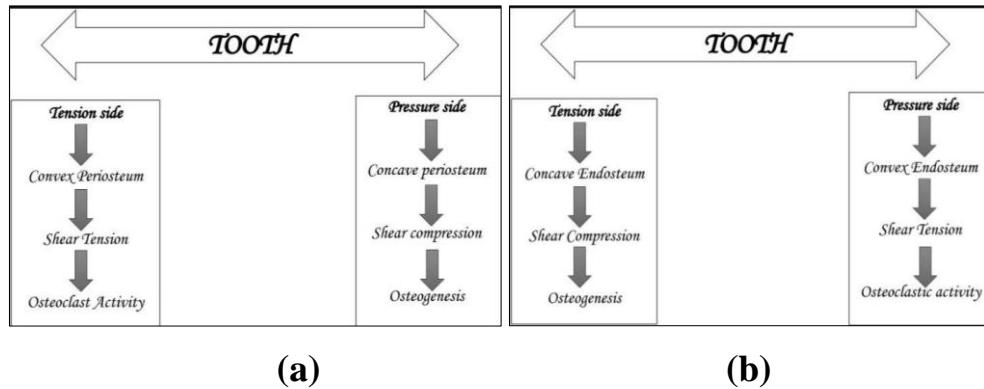 TOOTH
Tension side
Convex Periosteum
Shear Tension
Osteoclast Activity
Pressure side
Concave periosteum
Shear compression
Osteogenesis
(a)
TOOTH
Tension side
Concave Endosteum
Shear Compression
Osteogenesis
Pressure side
Convex Endosteum
Shear Tension
Osteoclastic activity
(b)